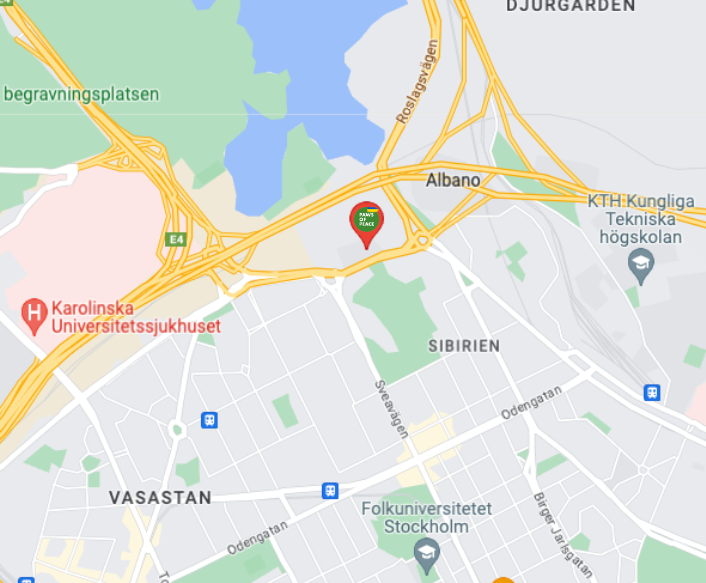 DJURGÅRDEN
Roslagsvägen
begravningsplatsen
Albano
KTH Kungliga
Tekniska
högskolan
PAWS
OF
PEACE
E4
H
Karolinska
Universitetssjukhuset
SIBIRIEN
Sveavägen
Odengatan
VASASTAN
Folkuniversitetet
Stockholm
Birger Jarlsgatan
Odengatan
To